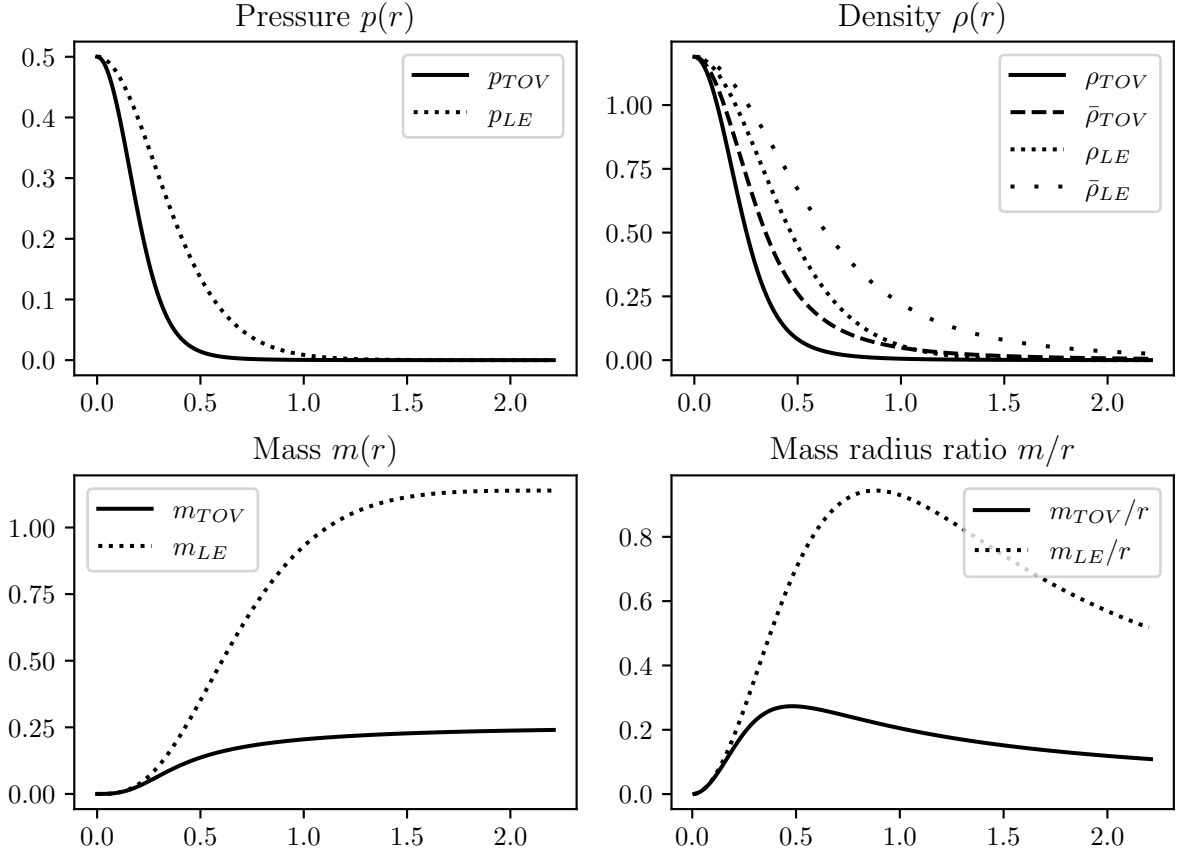 Pressure p(r)
0.5
0.4
0.3
0.2
0.1
0.0
p_TOV
p_LE
0.0 0.5 1.0 1.5 2.0
Density ρ(r)
1.00
0.75
0.50
0.25
0.00
ρ_TOV
ρ̄_TOV
ρ_LE
ρ̄_LE
0.0 0.5 1.0 1.5 2.0
Mass m(r)
1.00
0.75
0.50
0.25
0.00
m_TOV
m_LE
0.0 0.5 1.0 1.5 2.0
Mass radius ratio m/r
0.8
0.6
0.4
0.2
0.0
m_TOV/r
m_LE/r
0.0 0.5 1.0 1.5 2.0